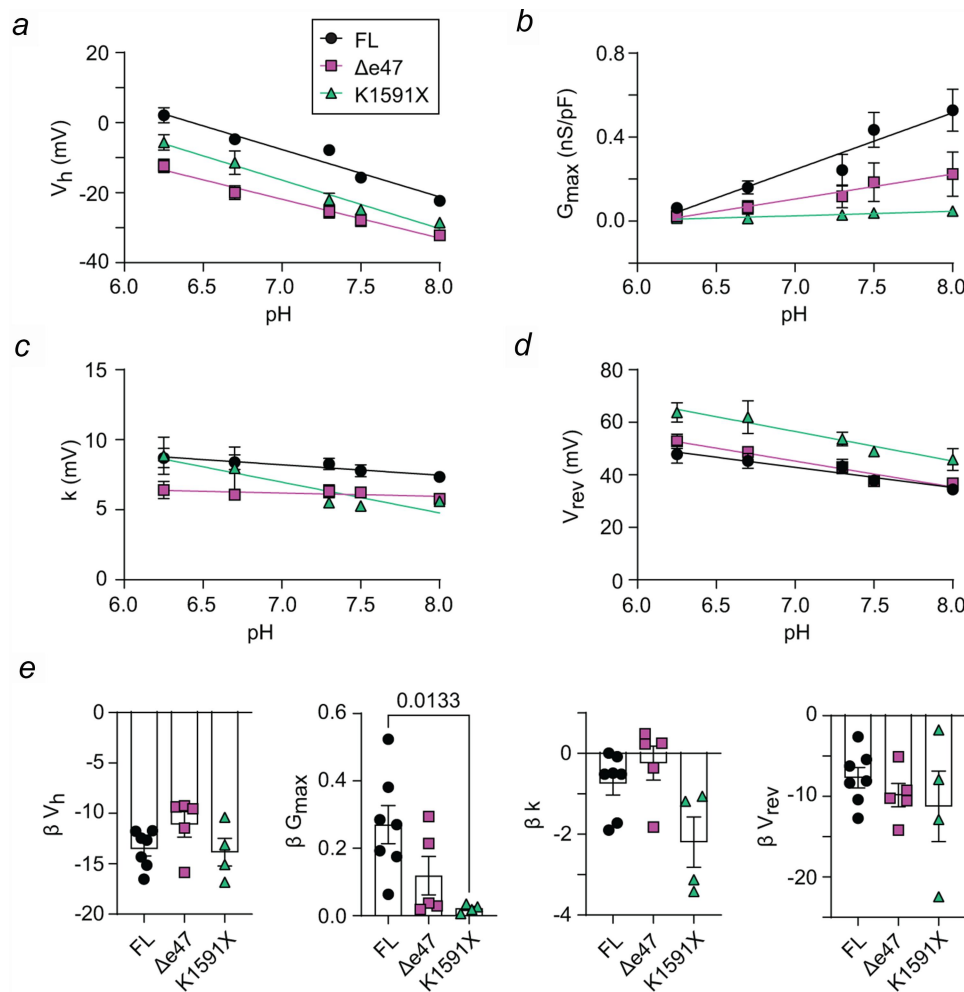 a
FL
Δe47
K1591X
20
0
-20
-40
Vh (mV)
6.0 6.5 7.0 7.5 8.0
pH
b
0.8
0.4
0.0
Gmax (nS/pF)
6.0 6.5 7.0 7.5 8.0
pH
c
15
10
5
0
k (mV)
6.0 6.5 7.0 7.5 8.0
pH
d
80
60
40
20
0
Vrev (mV)
6.0 6.5 7.0 7.5 8.0
pH
e
0
-5
-10
-15
-20
β Vh
FL Δe47 K1591X
0.0133
0.6
0.4
0.2
0.0
β Gmax
FL Δe47 K1591X
2
0
-2
-4
β k
FL Δe47 K1591X
0
-10
-20
β Vrev
FL Δe47 K1591X